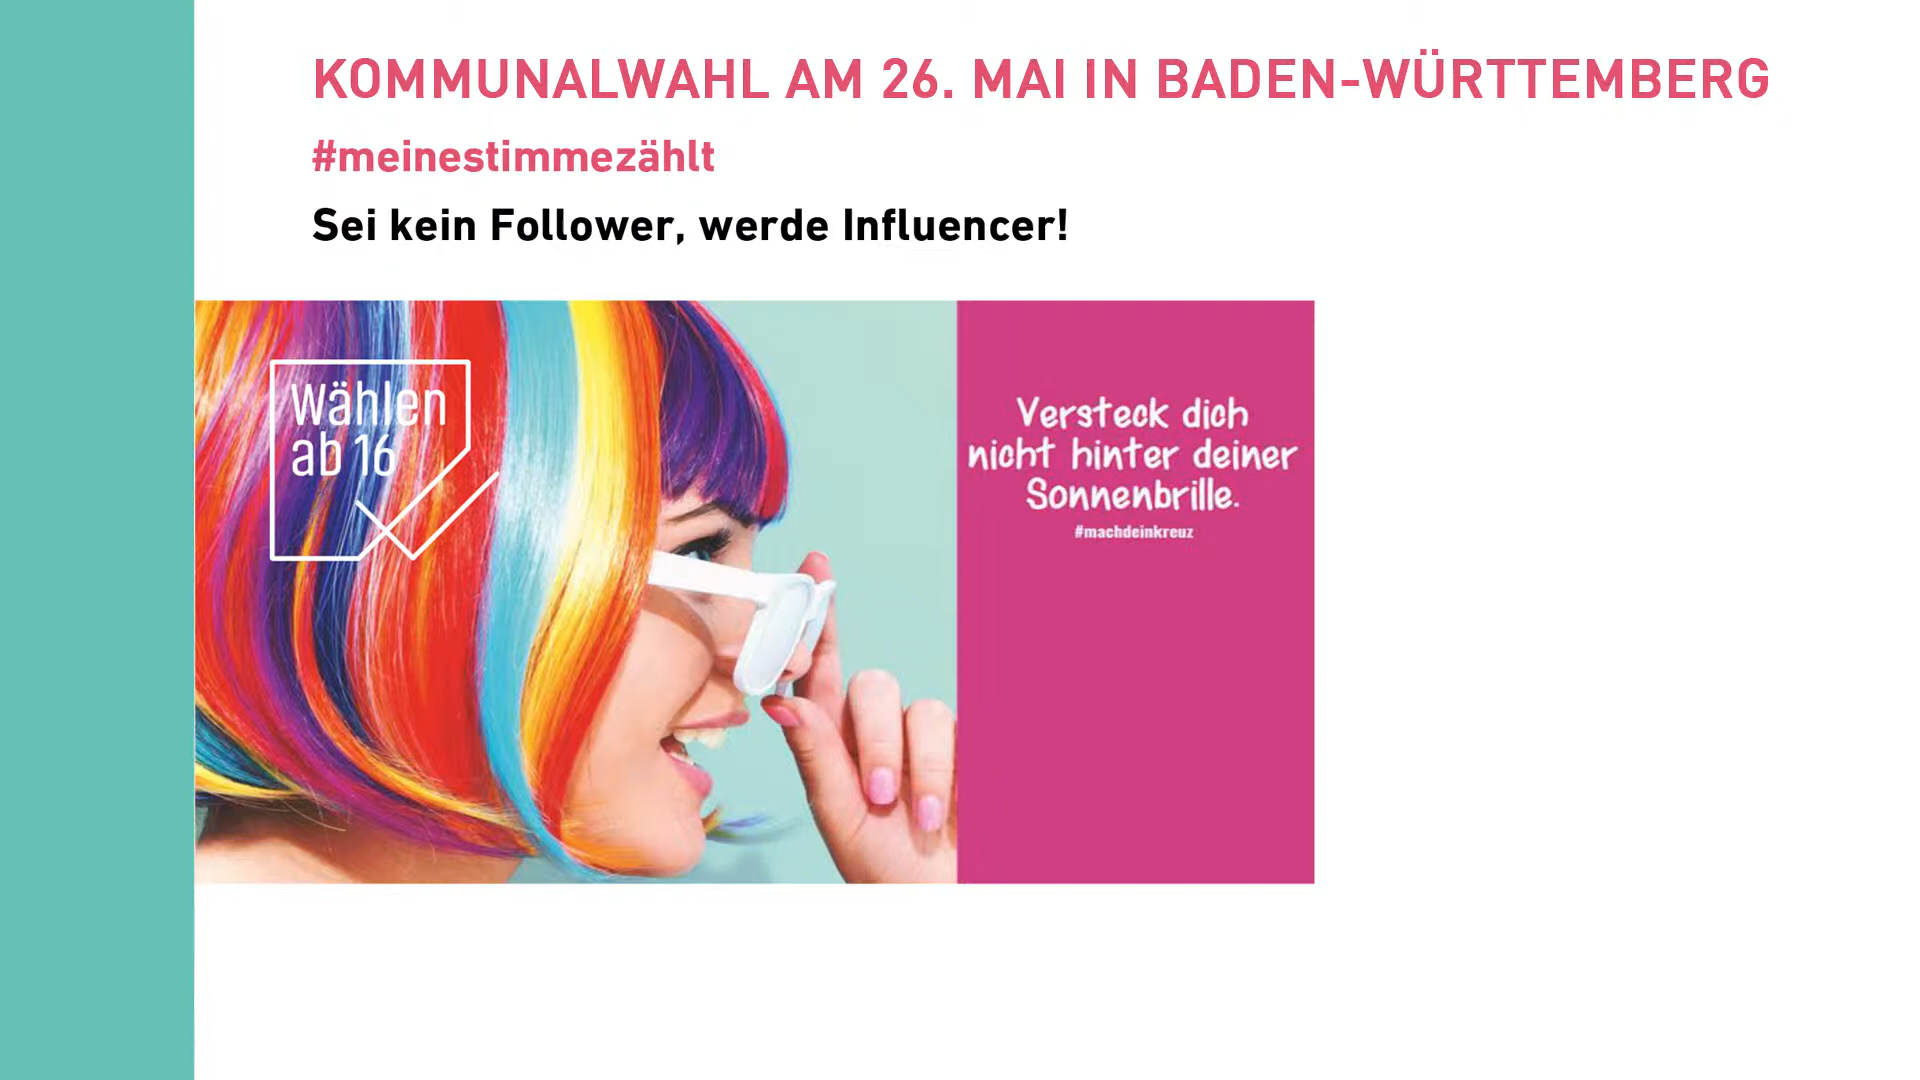 KOMMUNALWAHL AM 26. MAI IN BADEN-WÜRTTEMBERG
#meinestimmezählt
Sei kein Follower, werde Influencer!
Wählen
ab 16
Versteck dich
nicht hinter deiner
Sonnenbrille.
#machdeinkreuz